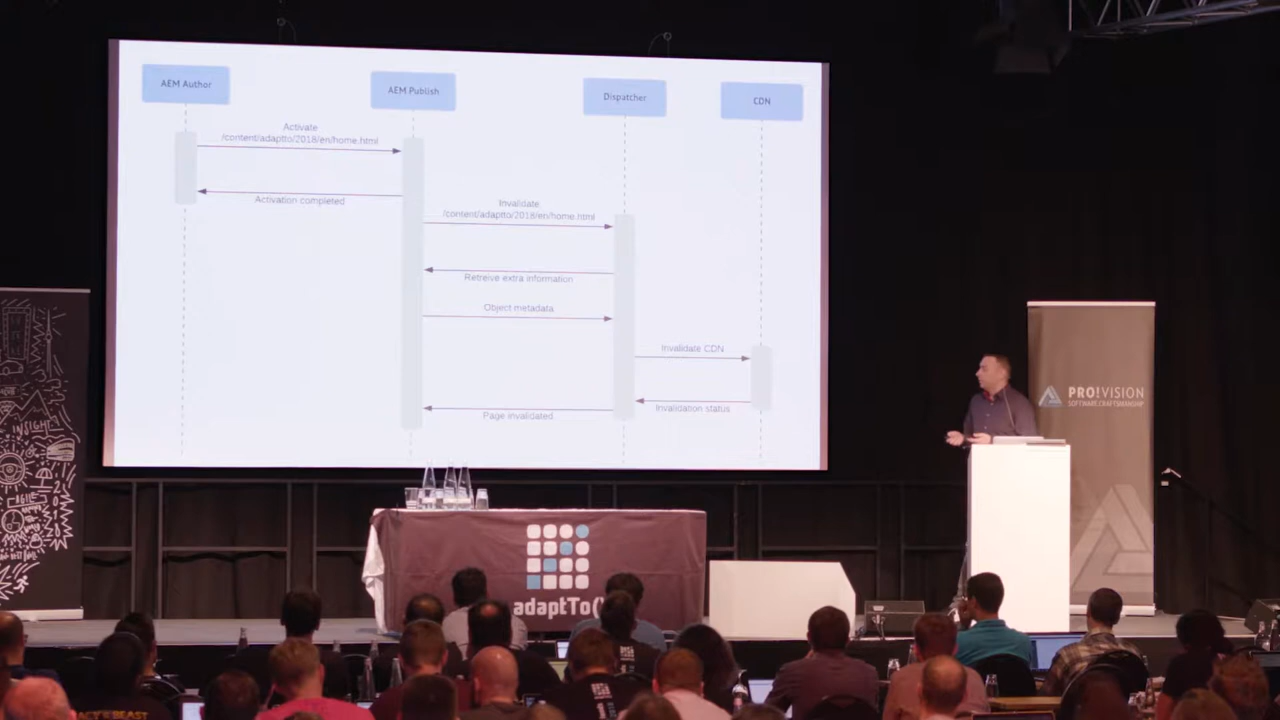 AEM Author
AEM Publish
Dispatcher
CDN
Activate
/content/adaptto/2018/en/home.html
Activation completed
Invalidate
/content/adaptto/2018/en/home.html
Retreive extra information
Object metadata
Invalidate CDN
Invalidation status
Page invalidated
PRO!VISION
SOFTWARE CRAFTSMANSHIP
INSIGHT
AGILE
adaptTo(
BEAST